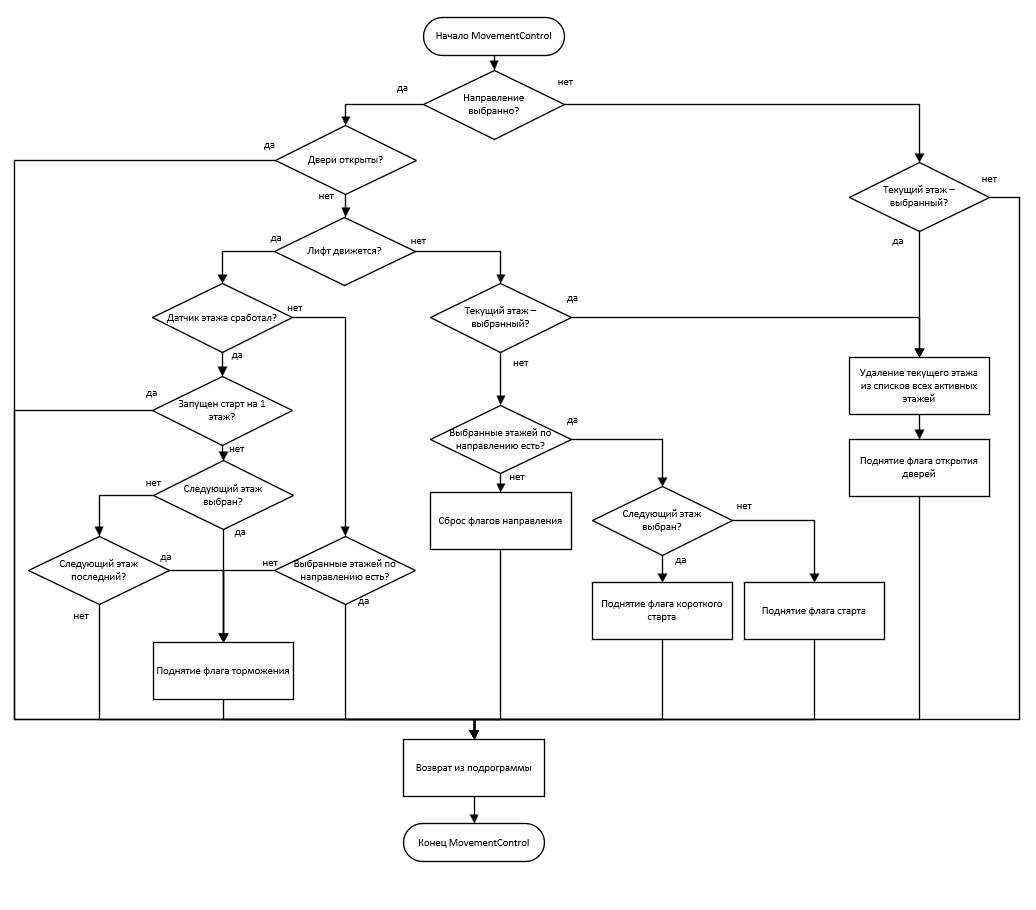 Начало MovementControl
да
нет
Направление
выбранно?
да
Двери открыты?
нет
нет
Текущий этаж –
выбранный?
да
да
Лифт движется?
нет
Датчик этажа сработал?
нет
да
Текущий этаж –
выбранный?
да
нет
Удаление текущего этажа
из списков всех активных
этажей
да
Запущен старт на 1
этаж?
нет
Выбранные этажей по
направлению есть?
да
нет
Поднятие флага открытия
дверей
нет
Следующий этаж
выбран?
да
Сброс флагов направления
Следующий этаж
выбран?
нет
да
Следующий этаж
последний?
да
нет
нет
Выбранные этажей по
направлению есть?
да
Поднятие флага короткого
старта
Поднятие флага старта
Поднятие флага торможения
Возврат из подрограммы
Конец MovementControl